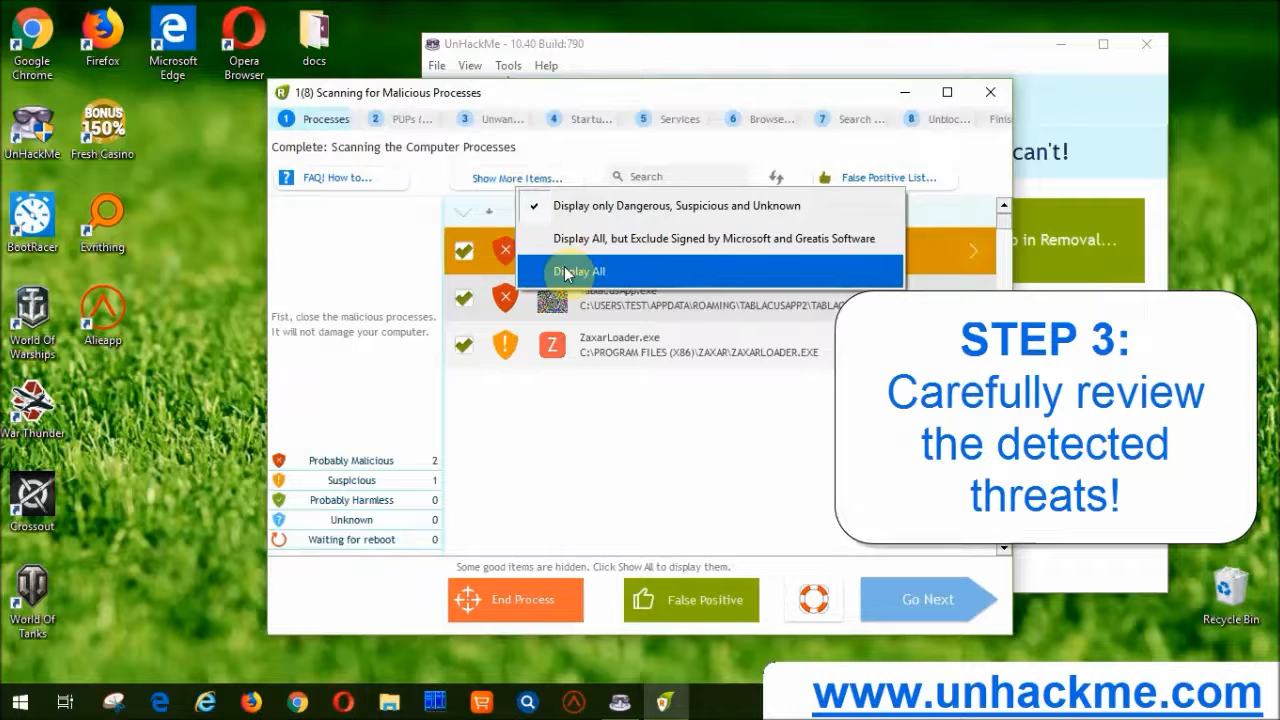 Google
Chrome
Firefox
Microsoft
Edge
Opera
Browser
docs
UnHackMe
BONUS
150%
Fresh Casino
BootRacer
Evrithing
World Of
Warships
Alieapp
War Thunder
Crossout
World Of
Tanks
Recycle Bin
UnHackMe - 10.40 Build:790
File View Tools Help
can't!
in Removal...
1(8) Scanning for Malicious Processes
1 Processes 2 PUPs (... 3 Unwan... 4 Startu... 5 Services 6 Browse... 7 Search ... 8 Unbloc... Finis
Complete: Scanning the Computer Processes
? FAQ! How to...
Show More Items...
Search
False Positive List...
Display only Dangerous, Suspicious and Unknown
Display All, but Exclude Signed by Microsoft and Greatis Software
Display All
TablacusApp.exe
C:\USERS\TEST\APPDATA\ROAMING\TABLACUSAPP2\TABLAC
Z
ZaxarLoader.exe
C:\PROGRAM FILES (X86)\ZAXAR\ZAXARLOADER.EXE
Fist, close the malicious processes.
It will not damage your computer.
Probably Malicious 2
Suspicious 1
Probably Harmless 0
Unknown 0
Waiting for reboot 0
Some good items are hidden. Click Show All to display them.
End Process
False Positive
Go Next
STEP 3:
Carefully review
the detected
threats!
www.unhackme.com